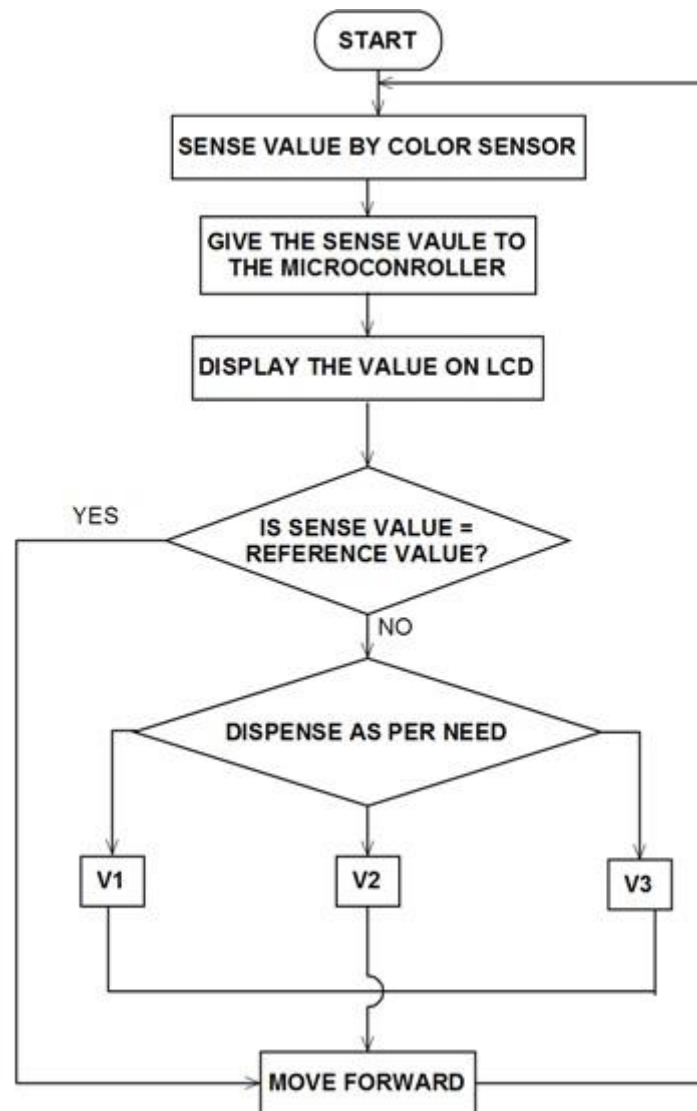 START
SENSE VALUE BY COLOR SENSOR
GIVE THE SENSE VAULE TO
THE MICROCONROLLER
DISPLAY THE VALUE ON LCD
YES
IS SENSE VALUE =
REFERENCE VALUE?
NO
DISPENSE AS PER NEED
V1
V2
V3
MOVE FORWARD